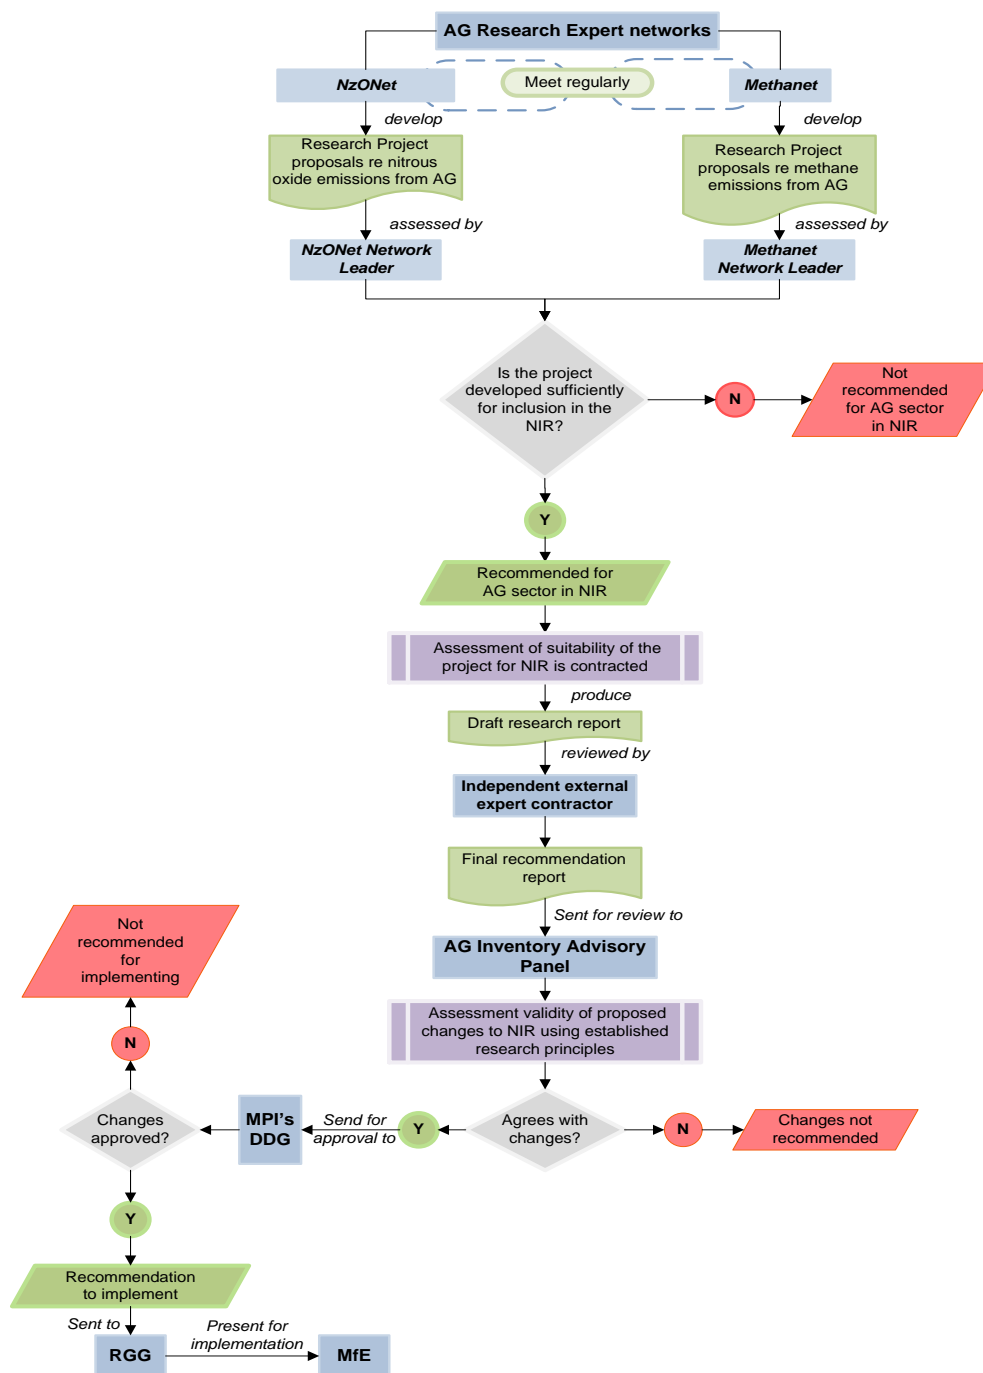 AG Research Expert networks
NzONet
Meet regularly
Methanet
develop
develop
Research Project
proposals re nitrous
oxide emissions from AG
Research Project
proposals re methane
emissions from AG
assessed by
assessed by
NzONet Network
Leader
Methanet
Network Leader
Is the project
developed sufficiently
for inclusion in the
NIR?
N
Not
recommended
for AG sector
in NIR
Y
Recommended for
AG sector in NIR
Assessment of suitability of the
project for NIR is contracted
produce
Draft research report
reviewed by
Independent external
expert contractor
Final recommendation
report
Sent for review to
AG Inventory Advisory
Panel
Assessment validity of proposed
changes to NIR using established
research principles
Agrees with
changes?
N
Changes not
recommended
Y
Send for
approval to
MPI's
DDG
Changes
approved?
N
Not
recommended
for
implementing
Y
Recommendation
to implement
Sent to
RGG
Present for
implementation
MfE